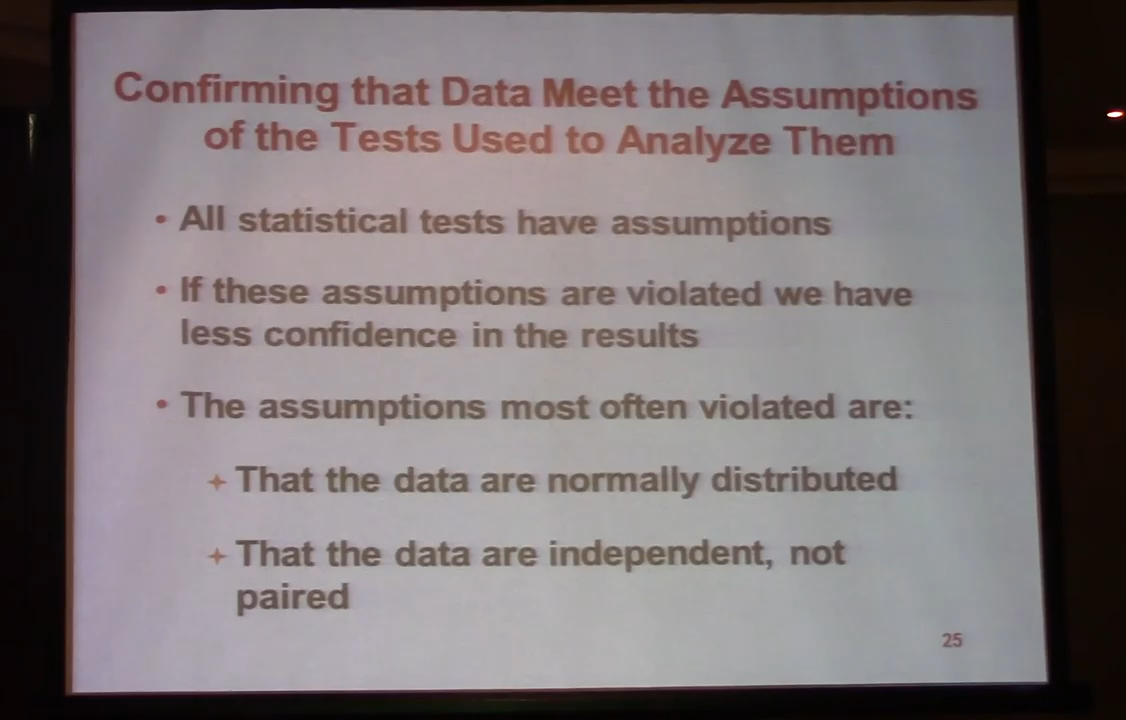 Confirming that Data Meet the Assumptions
of the Tests Used to Analyze Them
• All statistical tests have assumptions
• If these assumptions are violated we have
less confidence in the results
• The assumptions most often violated are:
✦ That the data are normally distributed
✦ That the data are independent, not
paired
25